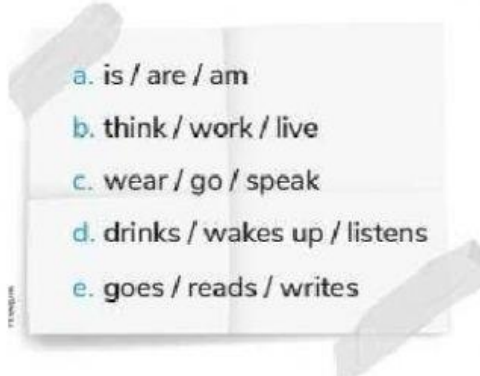 a. is / are / am
b. think / work / live
c. wear / go / speak
d. drinks / wakes up / listens
e. goes / reads / writes